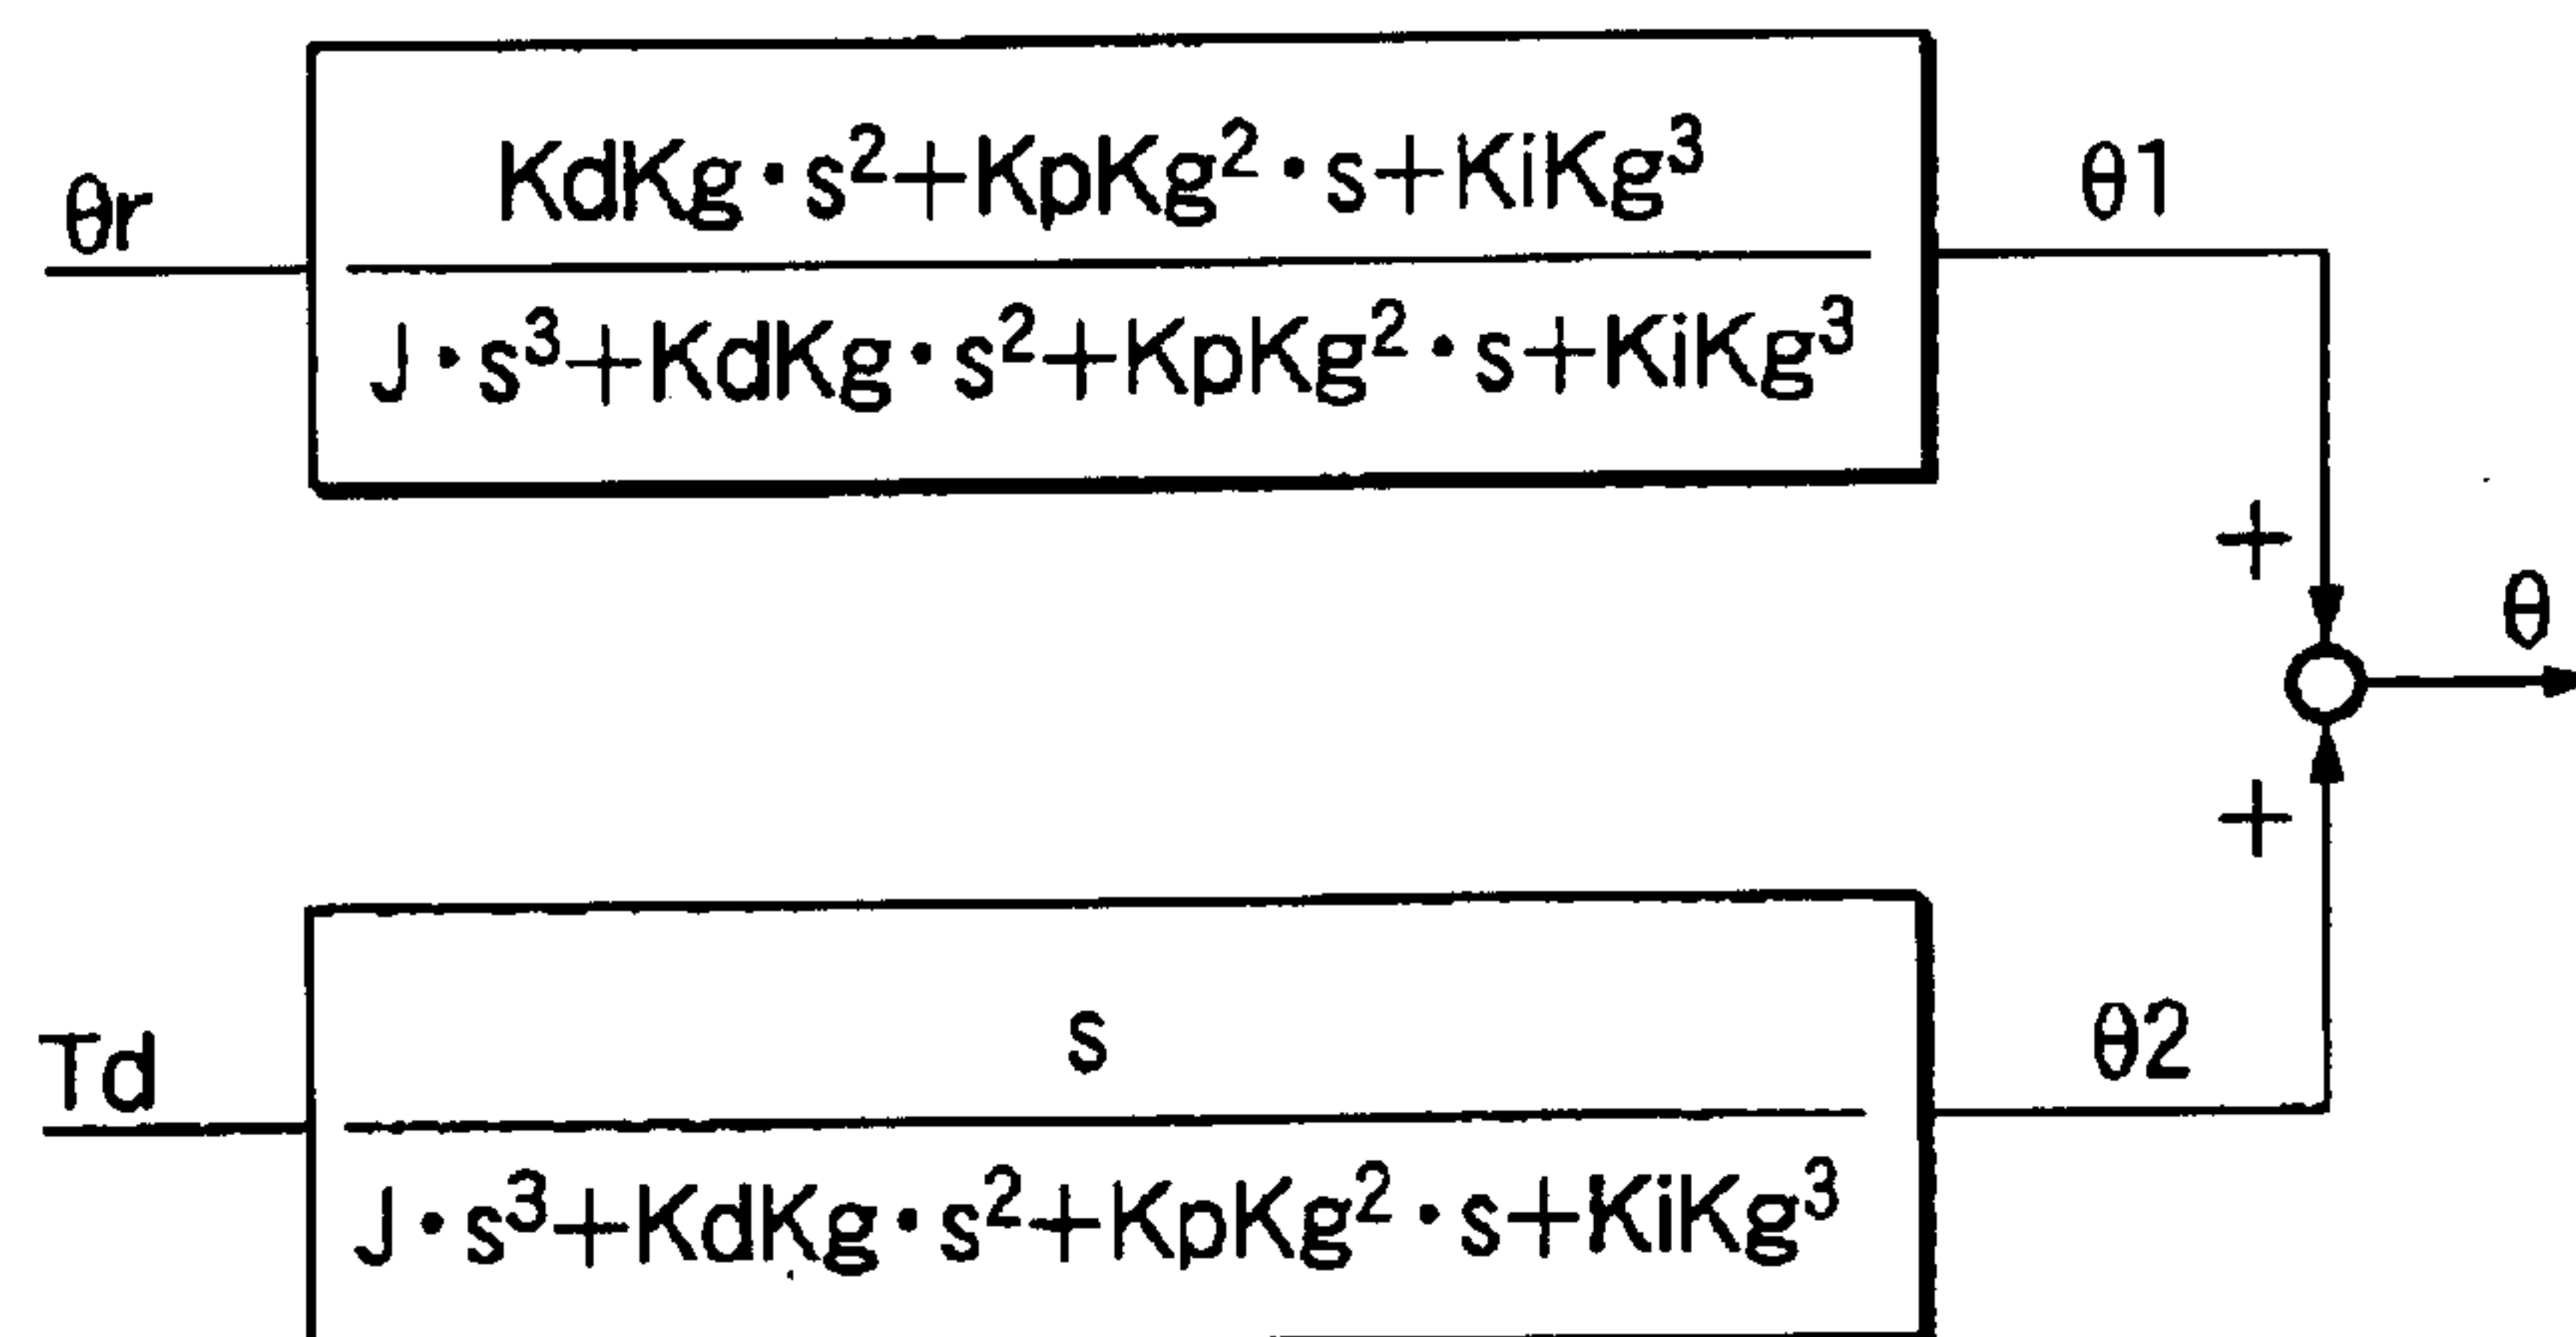 θr
KdKg·s²+KpKg²·s+KiKg³
J·s³+KdKg·s²+KpKg²·s+KiKg³
θ1
+
θ
+
Td
s
J·s³+KdKg·s²+KpKg²·s+KiKg³
θ2